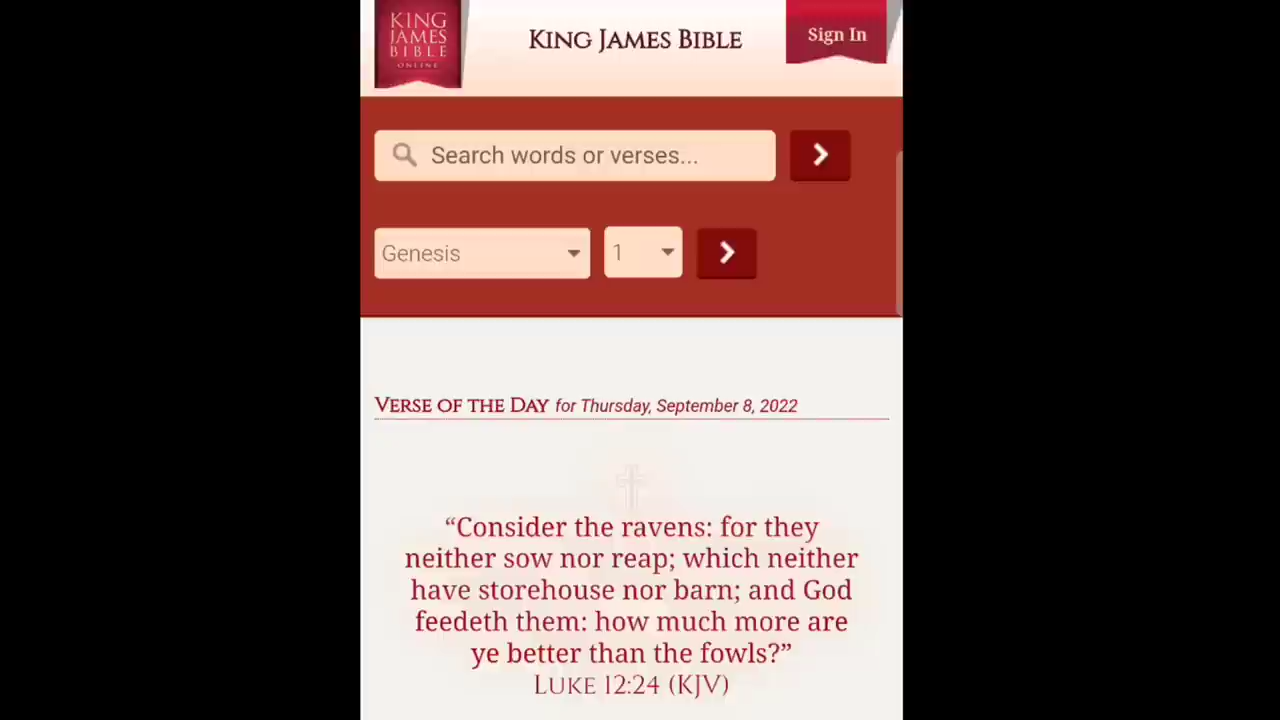 KING
JAMES
BIBLE
ONLINE
KING JAMES BIBLE
Sign In
Search words or verses...
Genesis
1
VERSE OF THE DAY for Thursday, September 8, 2022
“Consider the ravens: for they
neither sow nor reap; which neither
have storehouse nor barn; and God
feedeth them: how much more are
ye better than the fowls?”
LUKE 12:24 (KJV)